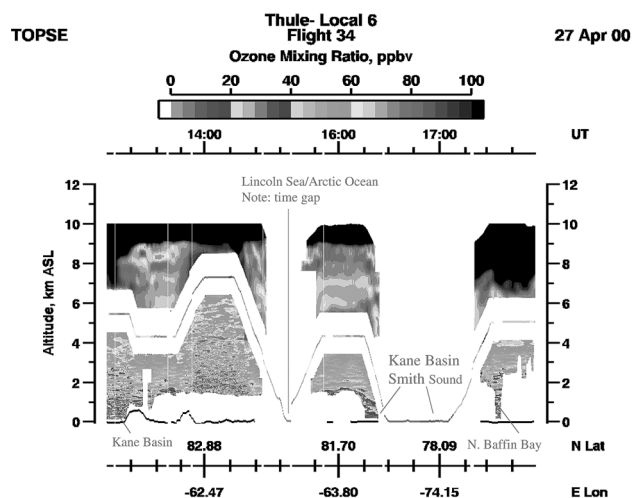 TOPSE
Thule- Local 6
Flight 34
27 Apr 00
Ozone Mixing Ratio, ppbv
0 20 40 60 80 100
14:00 16:00 17:00 UT
Lincoln Sea/Arctic Ocean
Note: time gap
12 12
10 10
8 8
6 6
4 4
2 2
0 0
Altitude, km ASL
Kane Basin
Smith Sound
Kane Basin
N. Baffin Bay
82.88 81.70 78.09 N Lat
-62.47 -63.80 -74.15 E Lon